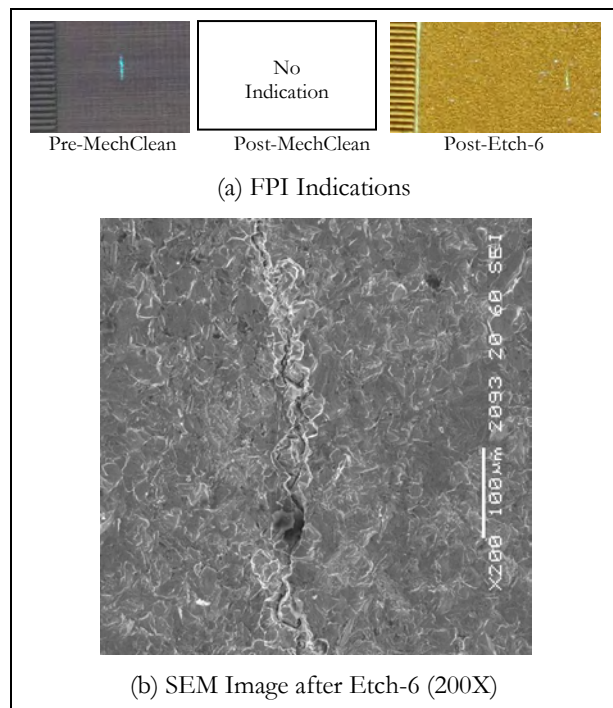 No
Indication
Pre-MechClean
Post-MechClean
Post-Etch-6
(a) FPI Indications
X200 100μm 2093 20 60 SEI
(b) SEM Image after Etch-6 (200X)